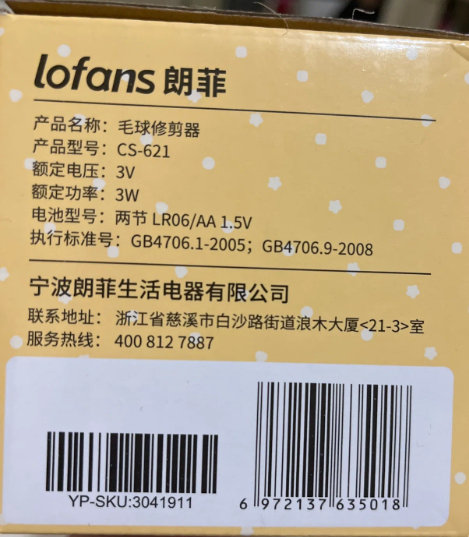 lofans 朗菲
产品名称：毛球修剪器
产品型号：CS-621
额定电压：3V
额定功率：3W
电池型号：两节 LR06/AA 1.5V
执行标准号：GB4706.1-2005；GB4706.9-2008
宁波朗菲生活电器有限公司
联系地址：浙江省慈溪市白沙路街道浪木大厦<21-3>室
服务热线：400 812 7887
YP-SKU:3041911
6 972137 635018